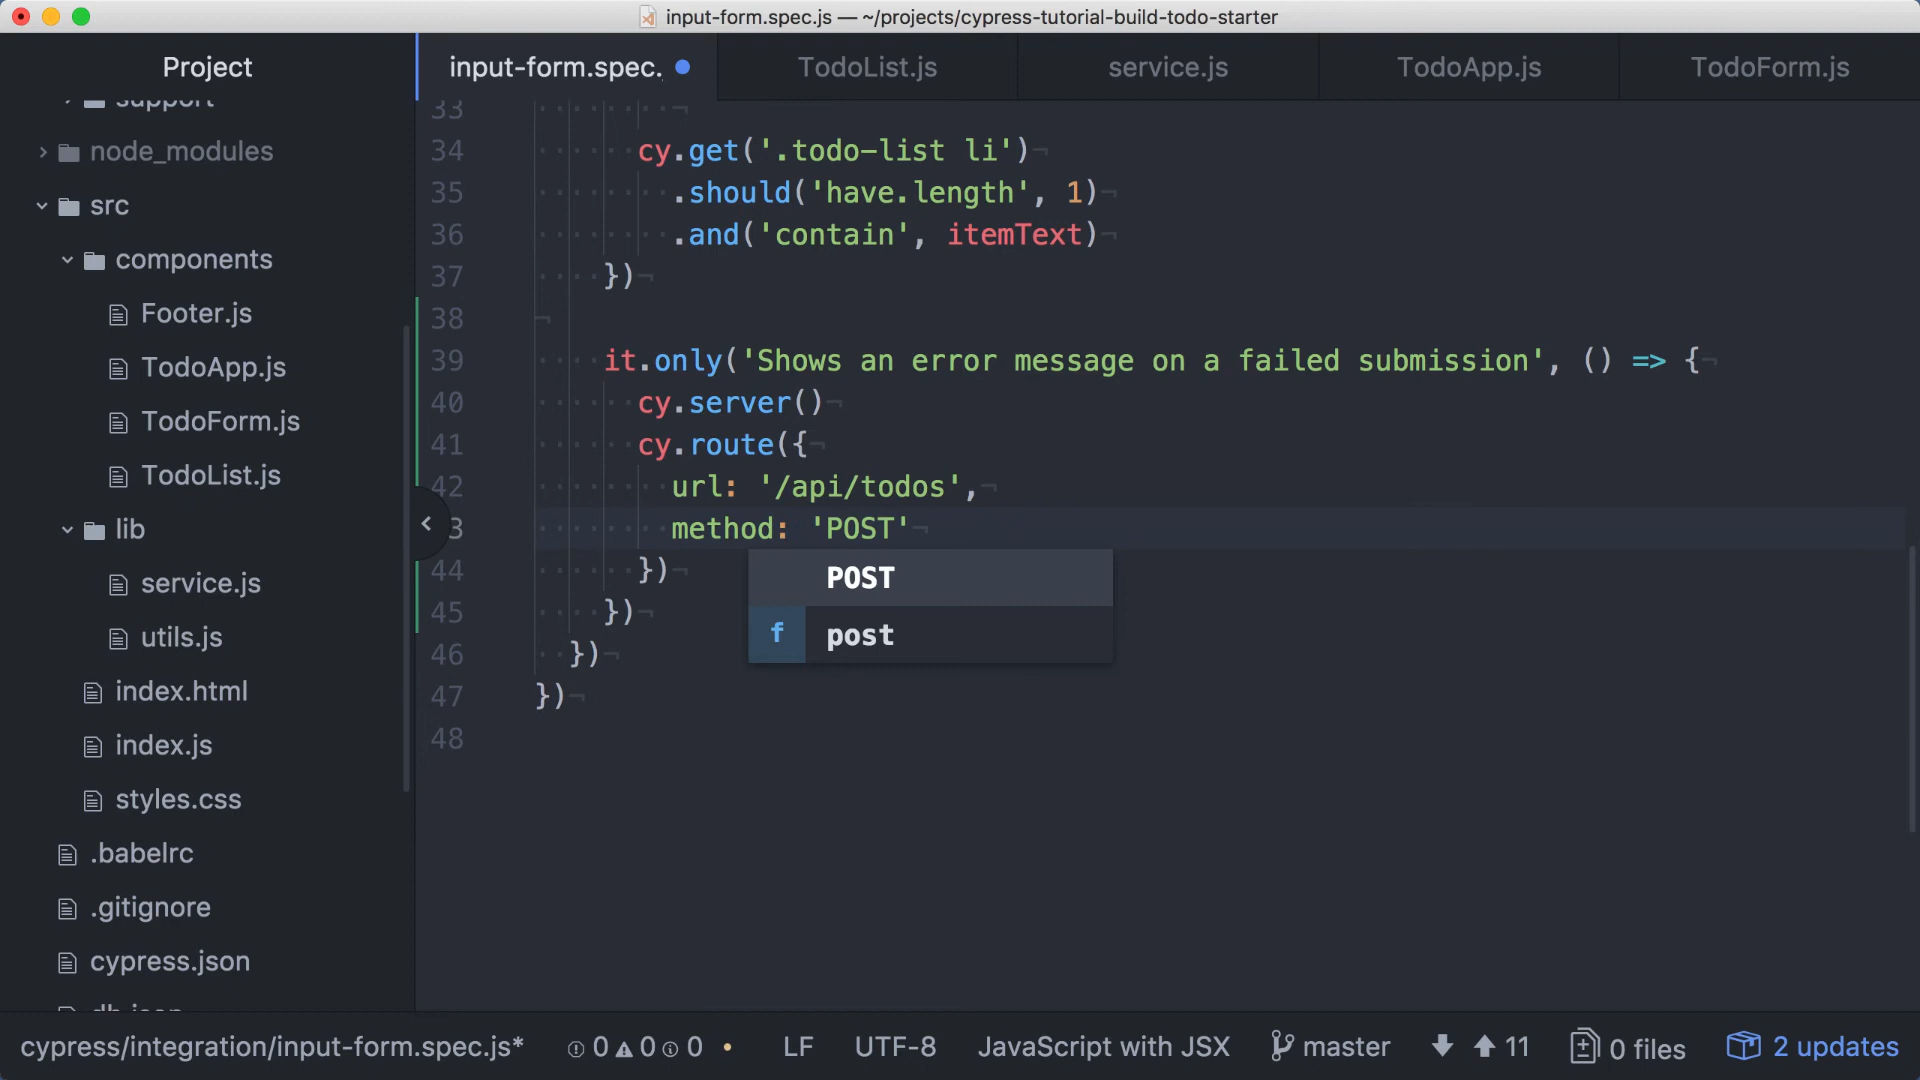 input-form.spec.js — ~/projects/cypress-tutorial-build-todo-starter
Project
input-form.spec.
TodoList.js
service.js
TodoApp.js
TodoForm.js
support
node_modules
src
components
Footer.js
TodoApp.js
TodoForm.js
TodoList.js
lib
service.js
utils.js
index.html
index.js
styles.css
.babelrc
.gitignore
cypress.json
db.json
33
34 cy.get('.todo-list li')¬
35 .should('have.length', 1)¬
36 .and('contain', itemText)¬
37 })¬
38 ¬
39 it.only('Shows an error message on a failed submission', () => {¬
40 cy.server()¬
41 cy.route({¬
42 url: '/api/todos',¬
3 method: 'POST'¬
44 })¬
45 })¬
46 })¬
47 })¬
48
POST
f post
cypress/integration/input-form.spec.js* 0 0 0 LF UTF-8 JavaScript with JSX master 11 0 files 2 updates